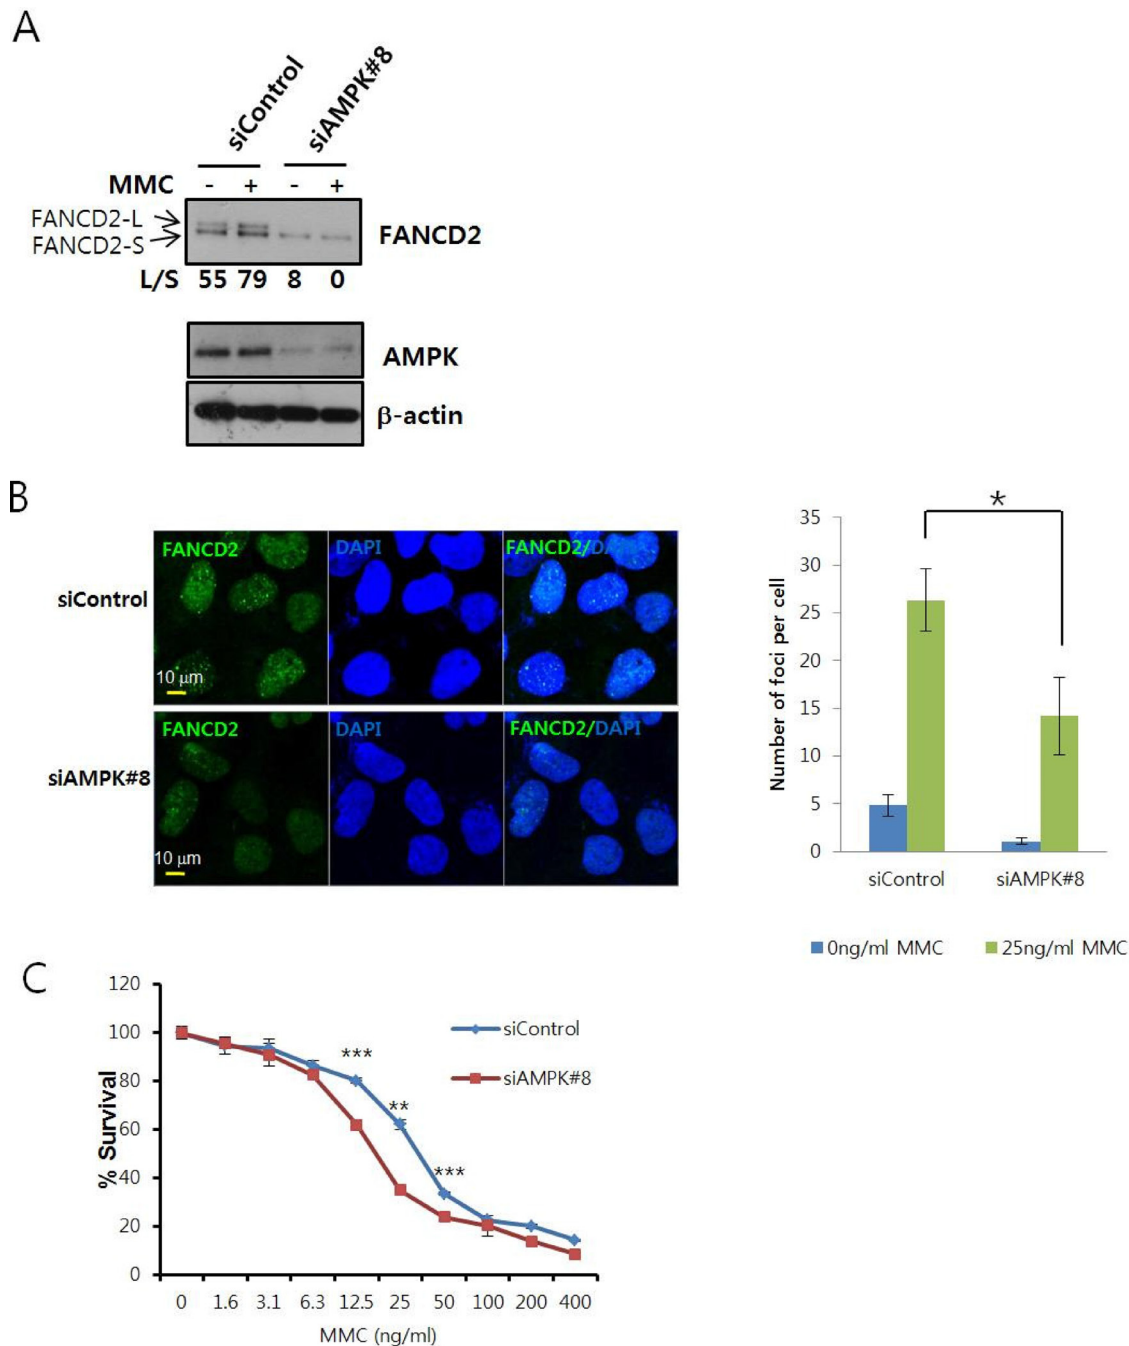 A
siControl
siAMPK#8
MMC - + - +
FANCD2-L
FANCD2-S
FANCD2
L/S 55 79 8 0
AMPK
β-actin
B
FANCD2
DAPI
FANCD2/DAPI
siControl
10 μm
FANCD2
DAPI
FANCD2/DAPI
siAMPK#8
10 μm
*
35
30
25
20
15
10
5
0
Number of foci per cell
siControl siAMPK#8
0ng/ml MMC 25ng/ml MMC
C
120
100
80
60
40
20
0
% Survival
***
**
***
siControl
siAMPK#8
0 1.6 3.1 6.3 12.5 25 50 100 200 400
MMC (ng/ml)